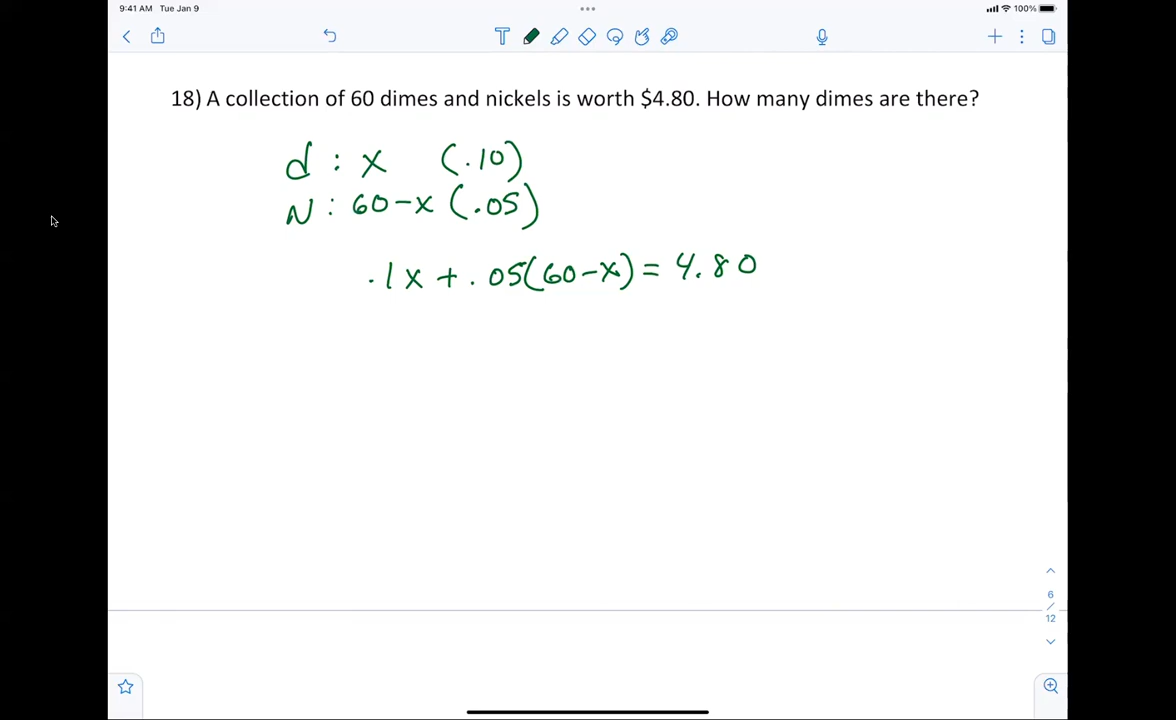 9:41 AM Tue Jan 9
100%
T
18) A collection of 60 dimes and nickels is worth $4.80. How many dimes are there?
d : x (.10)
N : 60-x (.05)
.1x + .05(60-x) = 4.80
6
/
12